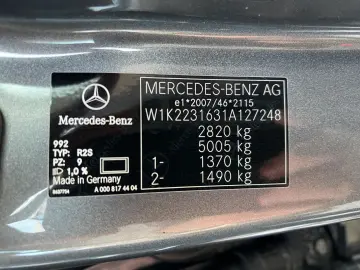 Mercedes-Benz
992
TYP: R2S
PZ: 9
1,0 %
Made in Germany
A 000 817 44 04
MERCEDES-BENZ AG
e1*2007/46*2115
W1K2231631A127248
2820 kg
5005 kg
1- 1370 kg
2- 1490 kg